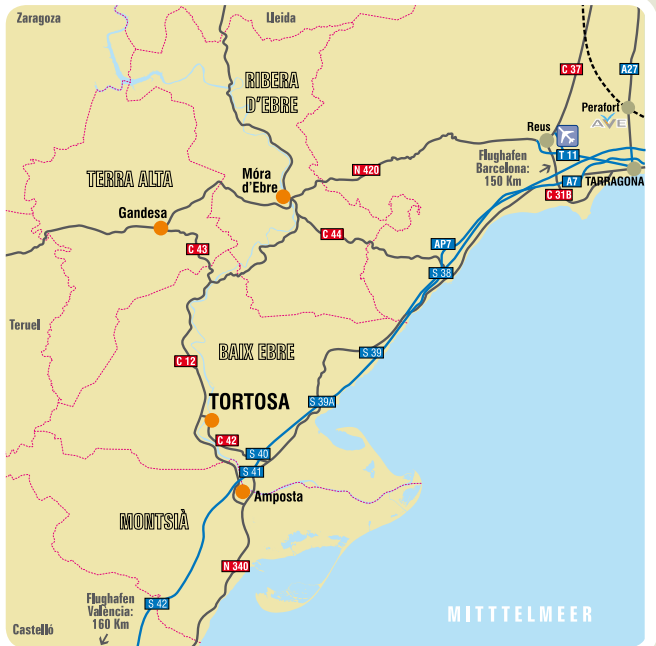 Zaragoza
Lleida
C 37
A27
RIBERA
D'EBRE
Perafort
AVE
Reus
T 11
Flughafen
Barcelona:
150 Km
TARRAGONA
A7
C 31B
N 420
TERRA ALTA
Móra
d'Ebre
Gandesa
C 44
C 43
AP7
S 38
Teruel
BAIX EBRE
S 39
C 12
TORTOSA
S 39A
C 42
S 40
S 41
Amposta
MONTSIÀ
N 340
Flughafen
València:
160 Km
S 42
MITTTELMEER
Castelló